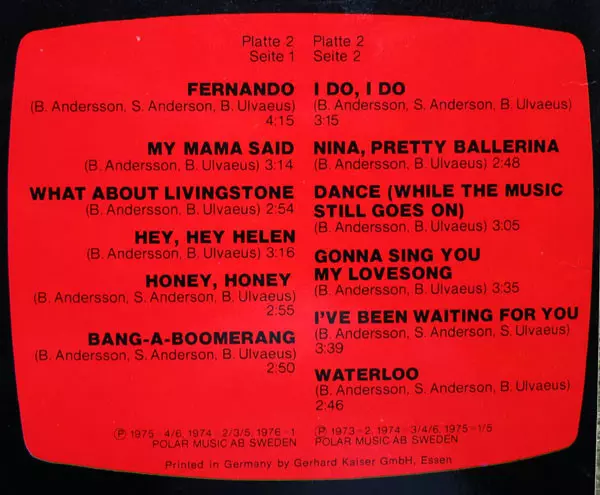 Platte 2
Seite 1
FERNANDO
(B. Andersson, S. Anderson, B. Ulvaeus)
4:15
MY MAMA SAID
(B. Andersson, B. Ulvaeus) 3:14
WHAT ABOUT LIVINGSTONE
(B. Andersson, B. Ulvaeus) 2:54
HEY, HEY HELEN
(B. Andersson, B. Ulvaeus) 3:16
HONEY, HONEY
(B. Andersson, S. Anderson, B. Ulvaeus)
2:55
BANG-A-BOOMERANG
(B. Andersson, S. Anderson, B. Ulvaeus)
2:50
Ⓟ 1975 - 4/6, 1974 - 2/3/5, 1976 - 1
POLAR MUSIC AB SWEDEN
Platte 2
Seite 2
I DO, I DO
(B. Andersson, S. Anderson, B. Ulvaeus)
3:15
NINA, PRETTY BALLERINA
(B. Andersson, B. Ulvaeus) 2:48
DANCE (WHILE THE MUSIC
STILL GOES ON)
(B. Andersson, B. Ulvaeus) 3:05
GONNA SING YOU
MY LOVESONG
(B. Andersson, B. Ulvaeus) 3:35
I'VE BEEN WAITING FOR YOU
(B. Andersson, S. Anderson, S. Ulvaeus)
3:39
WATERLOO
(B. Andersson, S. Anderson, B. Ulvaeus)
2:46
Ⓟ 1973 - 2, 1974 - 3/4/6, 1975 - 1/5
POLAR MUSIC AB SWEDEN
Printed in Germany by Gerhard Kaiser GmbH, Essen